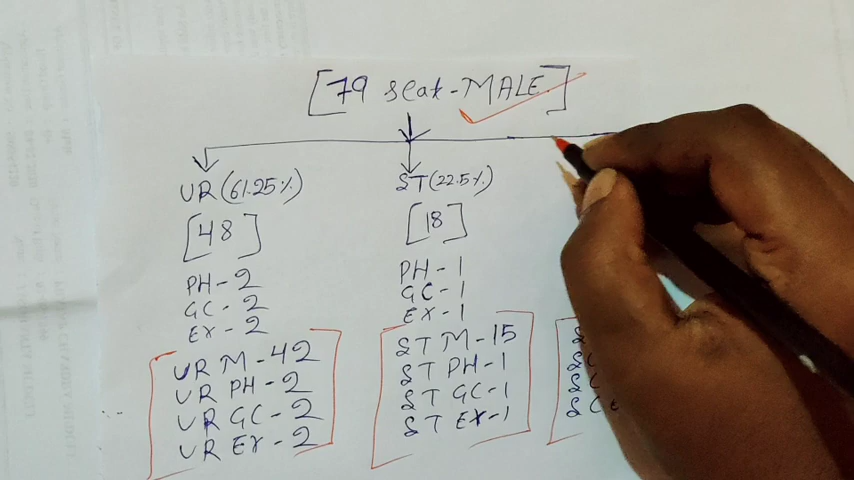 [79 seat-MALE]
UR (61.25%)
[48]
PH-2
GC-2
EX-2
UR M-42
UR PH-2
UR GC-2
UR EX-2
ST (22.5%)
[18]
PH-1
GC-1
EX-1
ST M-15
ST PH-1
ST GC-1
ST EX-1